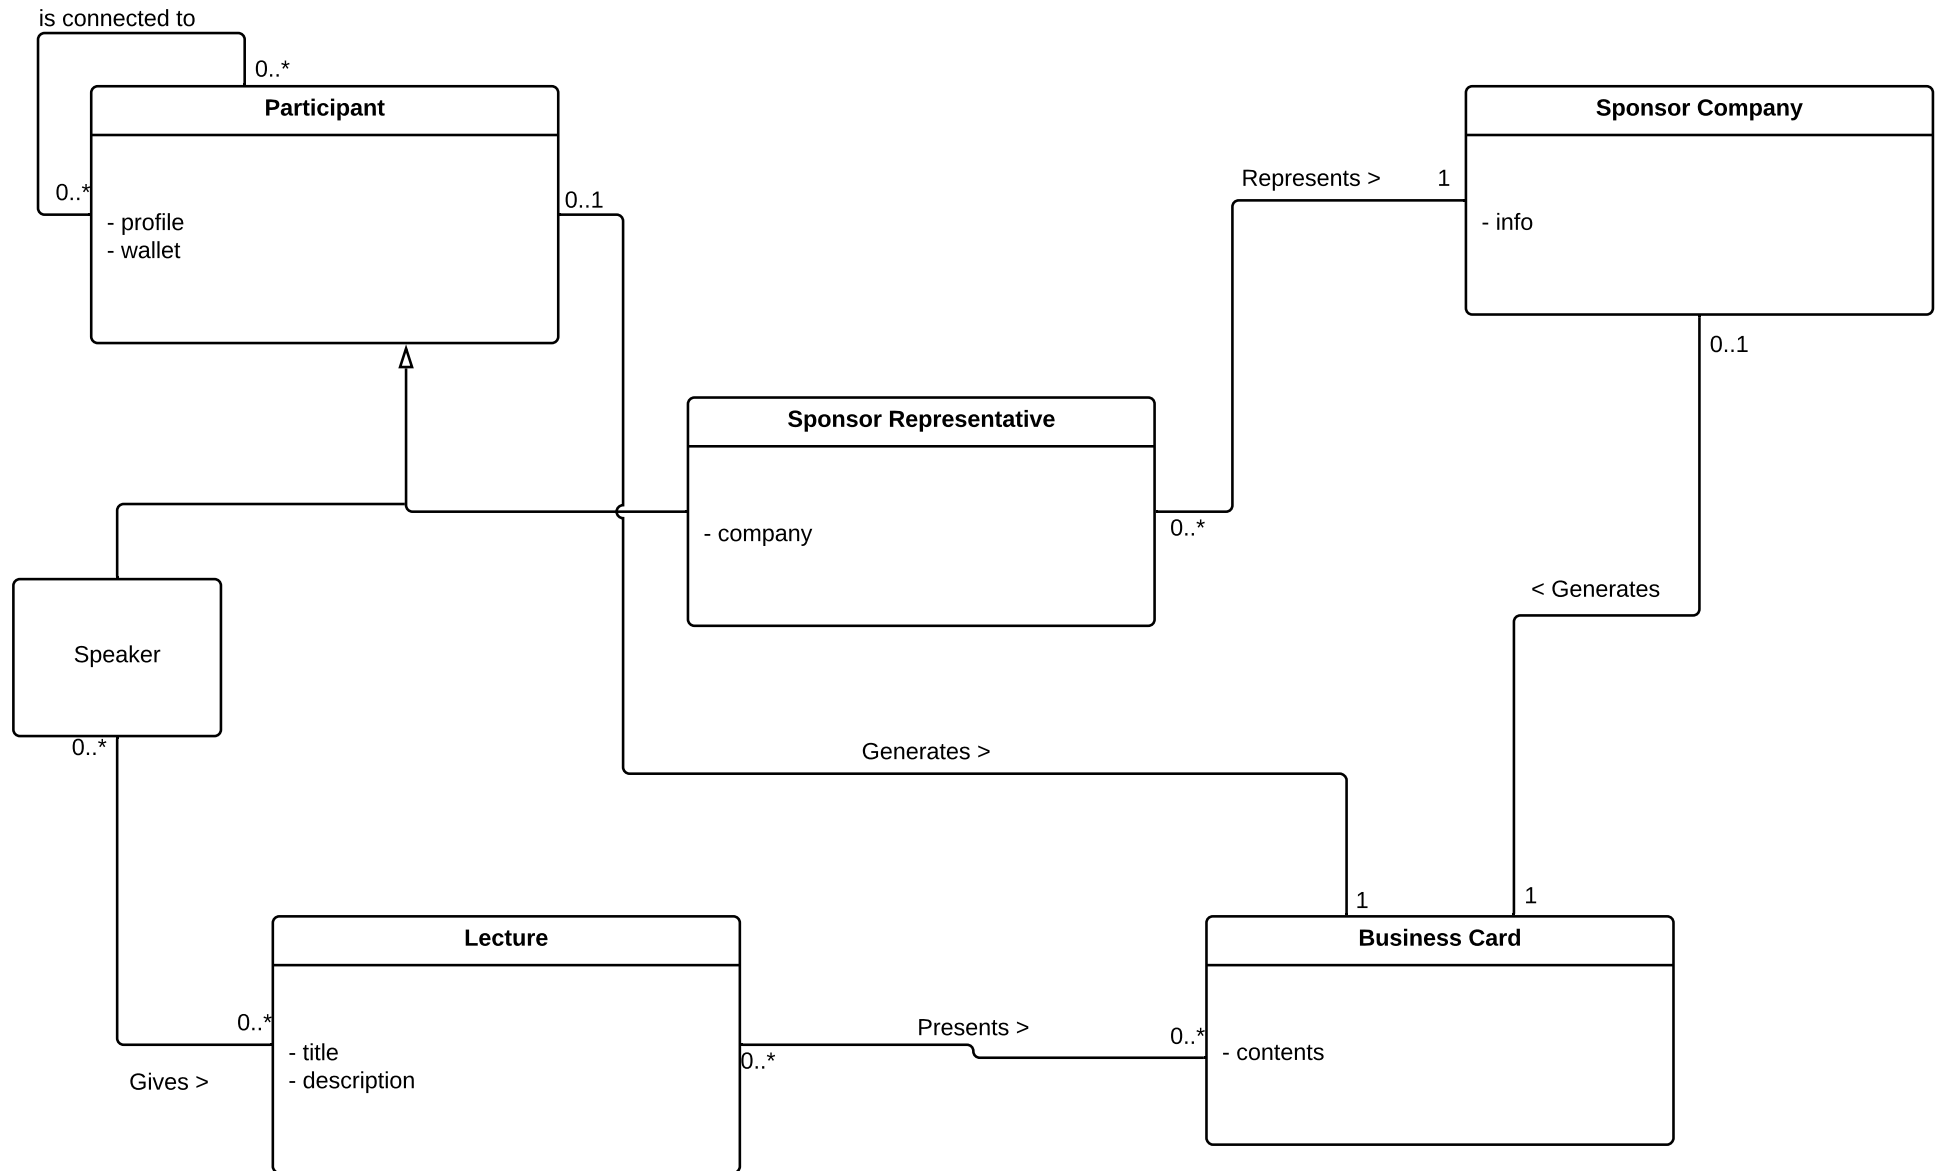 is connected to
0..*
Participant
0..*
- profile
- wallet
0..1
Sponsor Company
Represents >
1
- info
0..1
Sponsor Representative
- company
0..*
< Generates
Speaker
0..*
Generates >
1
1
Lecture
0..*
- title
- description
Gives >
Presents >
0..*
0..*
Business Card
- contents